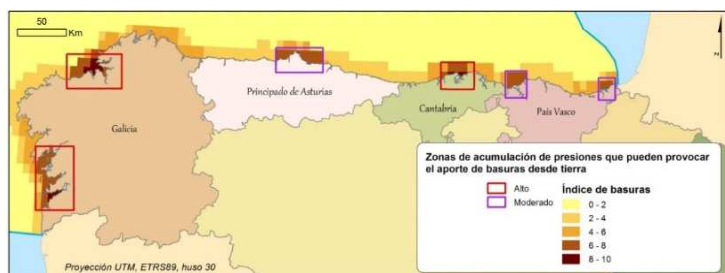 50
Km
Galicia
Principado de Asturias
Cantabria
País Vasco
Zonas de acumulación de presiones que pueden provocar
el aporte de basuras desde tierra
Alto
Moderado
Índice de basuras
0 - 2
2 - 4
4 - 6
6 - 8
8 - 10
Proyección UTM, ETRS89, huso 30